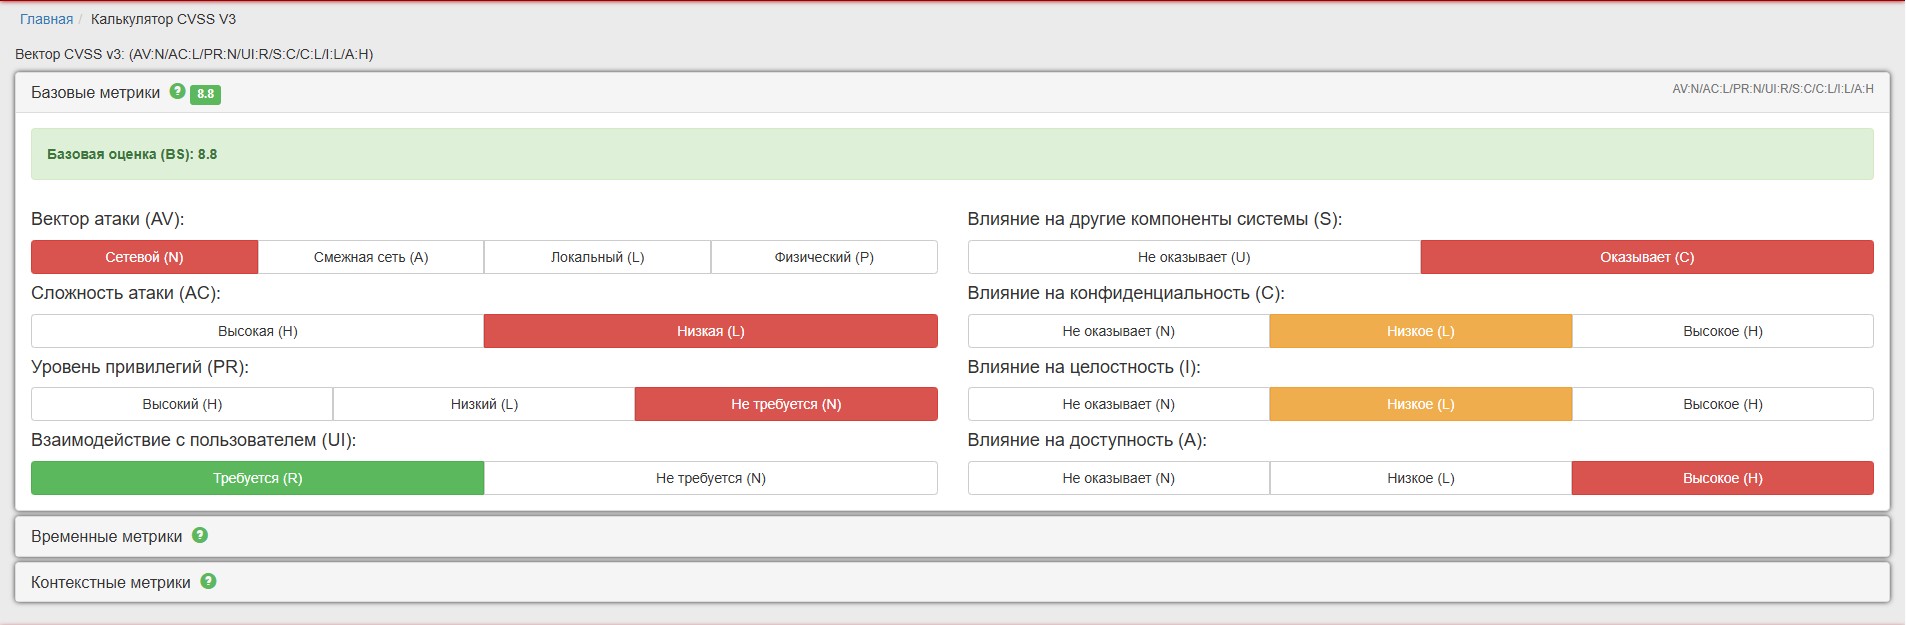 Главная / Калькулятор CVSS V3
Вектор CVSS v3: (AV:N/AC:L/PR:N/UI:R/S:C/C:L/I:L/A:H)
Базовые метрики ? 8.8 AV:N/AC:L/PR:N/UI:R/S:C/C:L/I:L/A:H
Базовая оценка (BS): 8.8
Вектор атаки (AV):
Сетевой (N) Смежная сеть (A) Локальный (L) Физический (P)
Сложность атаки (AC):
Высокая (H) Низкая (L)
Уровень привилегий (PR):
Высокий (H) Низкий (L) Не требуется (N)
Взаимодействие с пользователем (UI):
Требуется (R) Не требуется (N)
Влияние на другие компоненты системы (S):
Не оказывает (U) Оказывает (C)
Влияние на конфиденциальность (C):
Не оказывает (N) Низкое (L) Высокое (H)
Влияние на целостность (I):
Не оказывает (N) Низкое (L) Высокое (H)
Влияние на доступность (A):
Не оказывает (N) Низкое (L) Высокое (H)
Временные метрики ?
Контекстные метрики ?